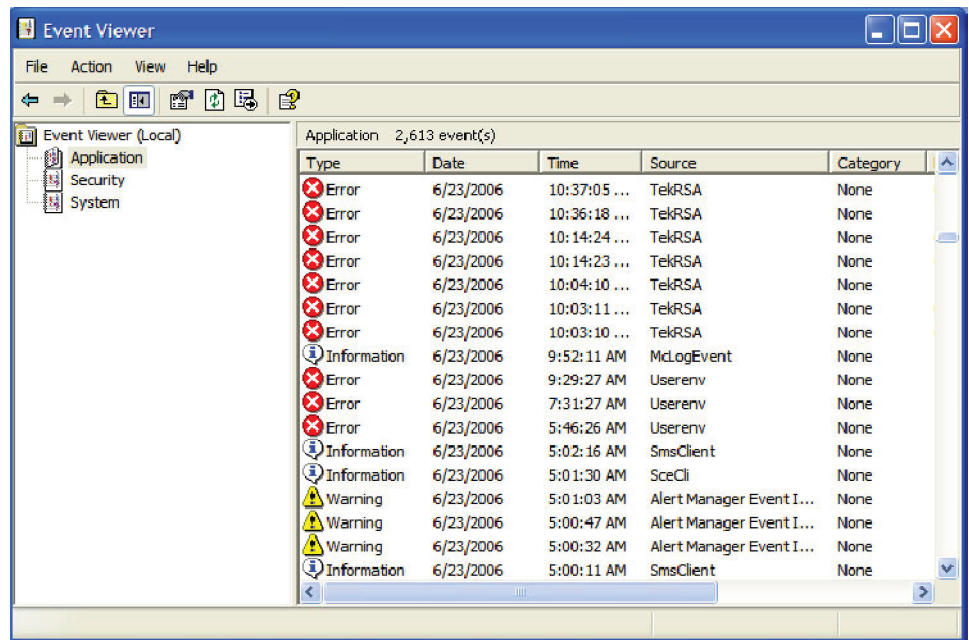 Event Viewer
File Action View Help
Event Viewer (Local)
Application
Security
System
Application 2,613 event(s)
Type Date Time Source Category
Error 6/23/2006 10:37:05 ... TekRSA None
Error 6/23/2006 10:36:18 ... TekRSA None
Error 6/23/2006 10:14:24 ... TekRSA None
Error 6/23/2006 10:14:23 ... TekRSA None
Error 6/23/2006 10:04:10 ... TekRSA None
Error 6/23/2006 10:03:11 ... TekRSA None
Error 6/23/2006 10:03:10 ... TekRSA None
Information 6/23/2006 9:52:11 AM McLogEvent None
Error 6/23/2006 9:29:27 AM Userenv None
Error 6/23/2006 7:31:27 AM Userenv None
Error 6/23/2006 5:46:26 AM Userenv None
Information 6/23/2006 5:02:16 AM SmsClient None
Information 6/23/2006 5:01:30 AM SceCli None
Warning 6/23/2006 5:01:03 AM Alert Manager Event I... None
Warning 6/23/2006 5:00:47 AM Alert Manager Event I... None
Warning 6/23/2006 5:00:32 AM Alert Manager Event I... None
Information 6/23/2006 5:00:11 AM SmsClient None